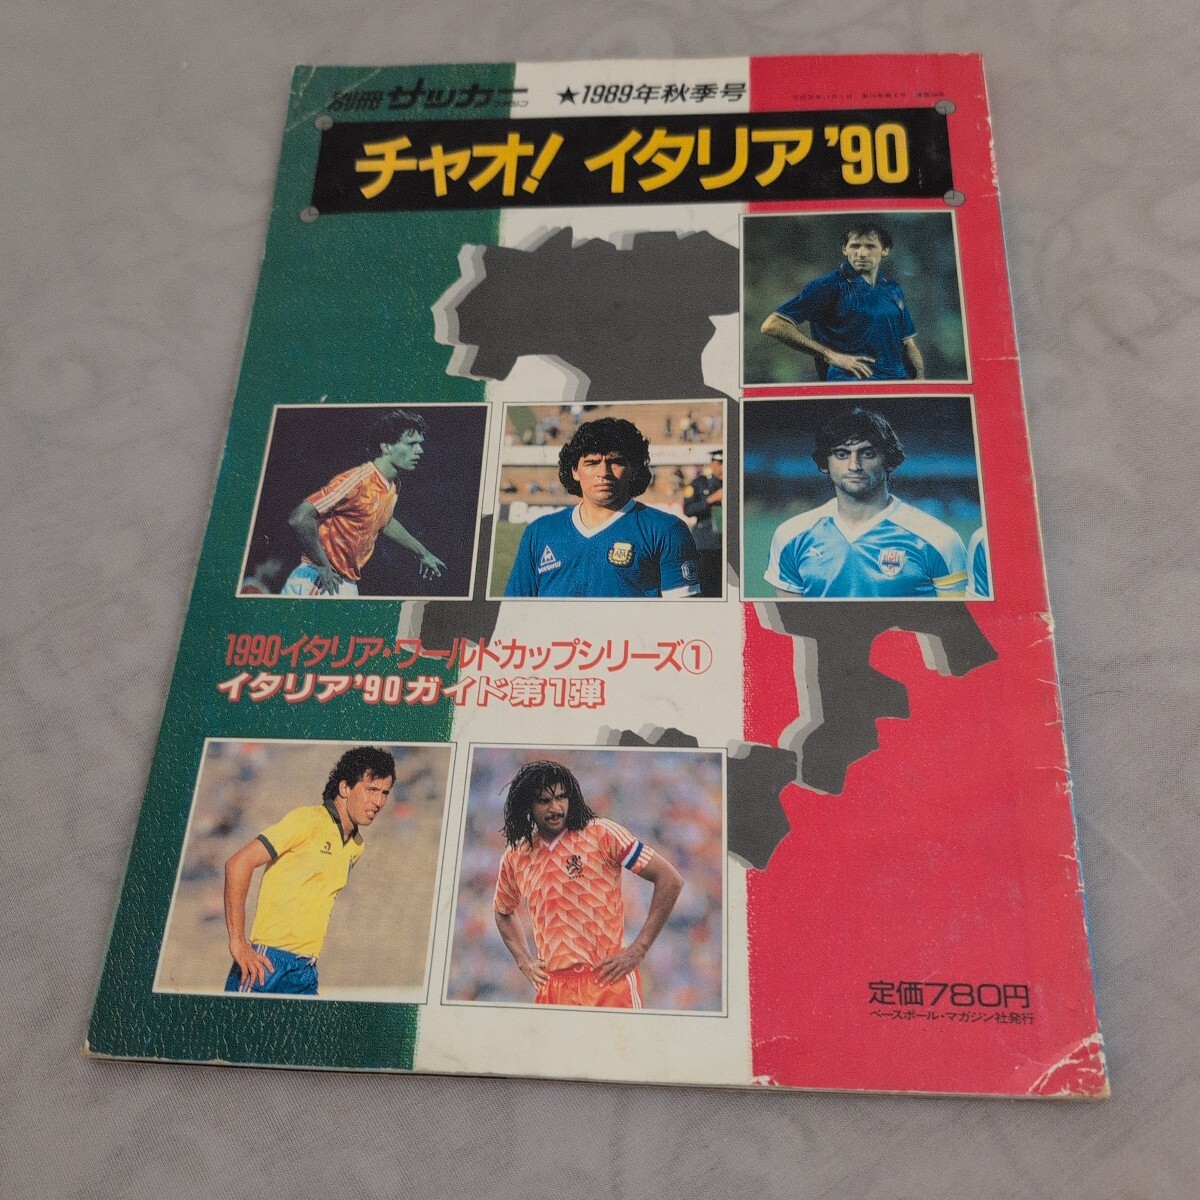 別冊サッカーマガジン
★1989年秋季号
チャオ! イタリア'90
1990イタリア・ワールドカップシリーズ①
イタリア'90ガイド第1弾
定価780円
ベースボール・マガジン社発行